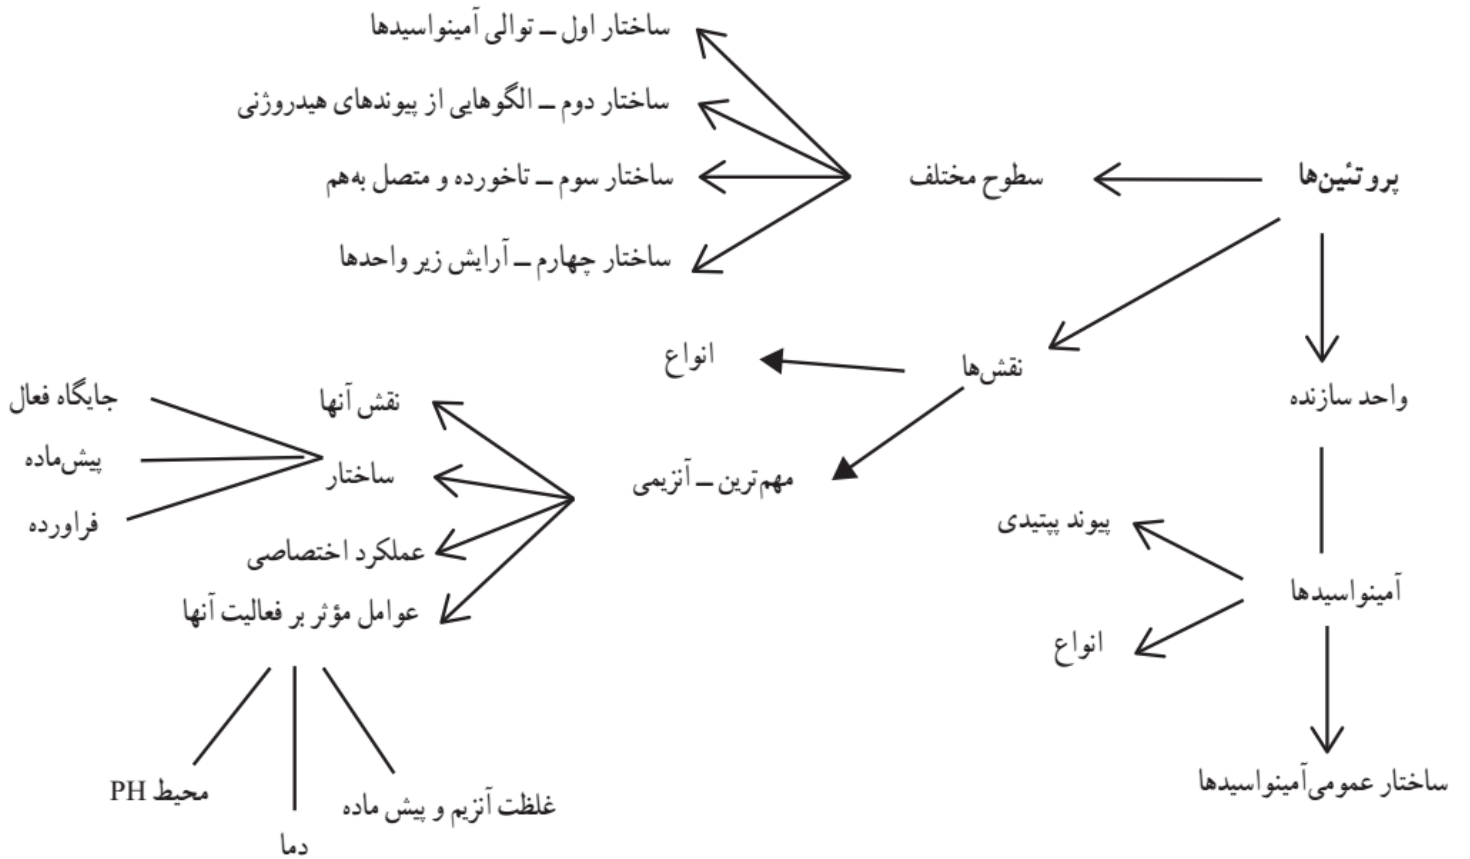 ساختار اول – توالی آمینواسیدها
ساختار دوم – الگوهایی از پیوندهای هیدروژنی
پروتئین‌ها
سطوح مختلف
ساختار سوم – تاخورده و متصل به‌هم
ساختار چهارم – آرایش زیر واحدها
نقش‌ها
انواع
واحد سازنده
نقش آنها
جایگاه فعال
مهم‌ترین – آنزیمی
ساختار
پیش‌ماده
پیوند پپتیدی
فراورده
عملکرد اختصاصی
آمینواسیدها
عوامل مؤثر بر فعالیت آنها
انواع
ساختار عمومی‌آمینواسیدها
غلظت آنزیم و پیش ماده
محیط PH
دما